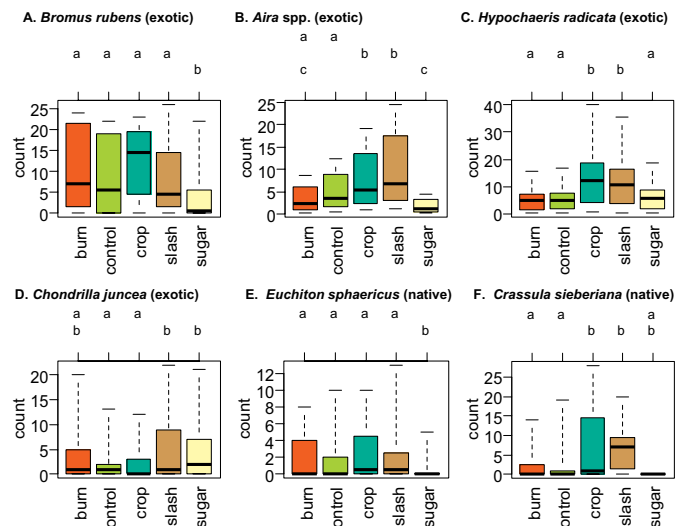 A. Bromus rubens (exotic)
a a a a
b
count
25
20
15
10
5
0
burn control crop slash sugar
B. Aira spp. (exotic)
a a
b b
c c
count
25
20
15
10
5
0
burn control crop slash sugar
C. Hypochaeris radicata (exotic)
a a b b a
count
40
30
20
10
0
burn control crop slash sugar
D. Chondrilla juncea (exotic)
a a a
b b b
count
20
15
10
5
0
burn control crop slash sugar
E. Euchiton sphaericus (native)
a a a a
b
count
12
10
8
6
4
2
0
burn control crop slash sugar
F. Crassula sieberiana (native)
a a a
b b b
count
25
20
15
10
5
0
burn control crop slash sugar